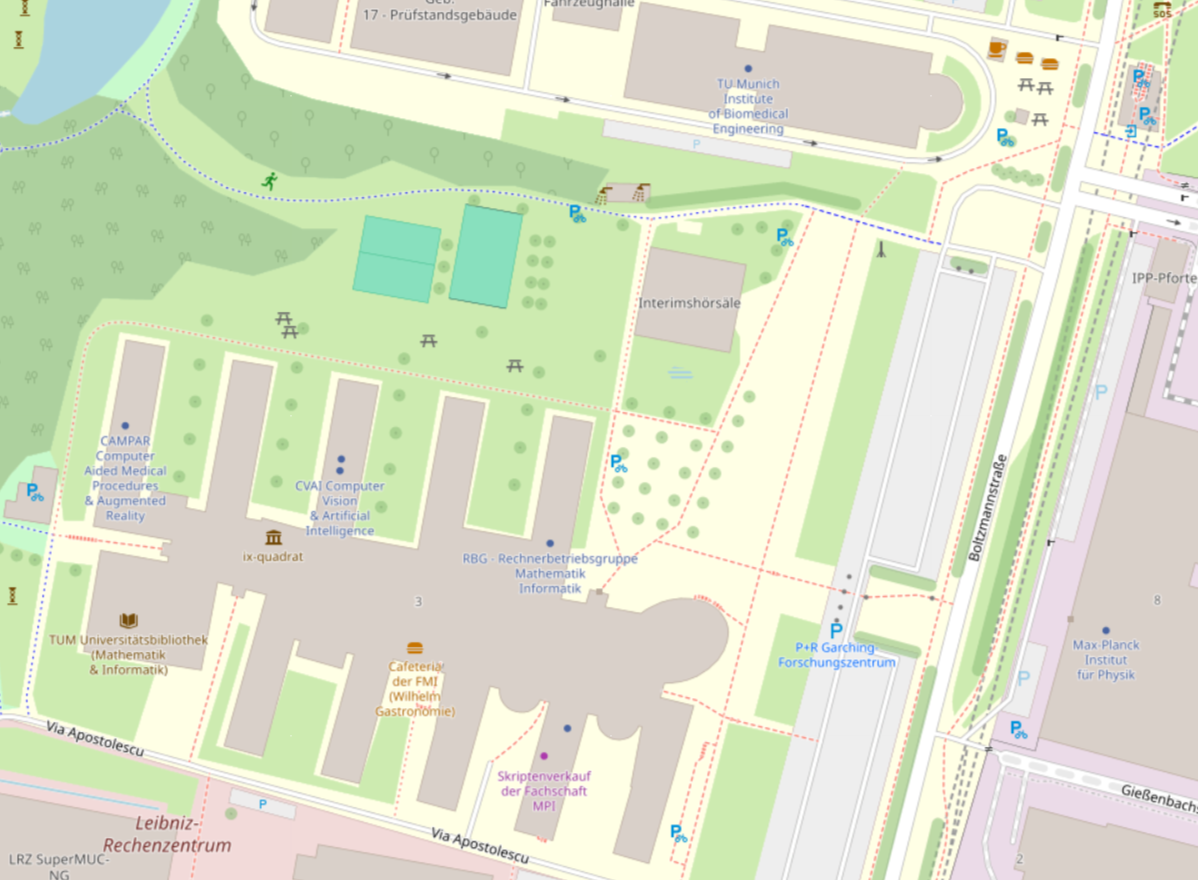 Geb.
17 - Prüfstandsgebäude
Fahrzeughalle
SOS
TU Munich
Institute
of Biomedical
Engineering
P
P
P
P
P
P
IPP-Pforte
Interimshörsäle
P
CAMPAR
Computer
Aided Medical
Procedures
& Augmented
Reality
P
CVAI Computer
Vision
& Artificial
Intelligence
P
Boltzmannstraße
ix-quadrat
RBG - Rechnerbetriebsgruppe
Mathematik
Informatik
3
8
TUM Universitätsbibliothek
(Mathematik
& Informatik)
P
P+R Garching-
Forschungszentrum
Max-Planck
Institut
für Physik
Cafeteria
der FMI
(Wilhelm
Gastronomie)
P
P
Via Apostolescu
Skriptenverkauf
der Fachschaft
MPI
Gießenbachs
P
Leibniz-
Rechenzentrum
Via Apostolescu
P
LRZ SuperMUC-
NG
2